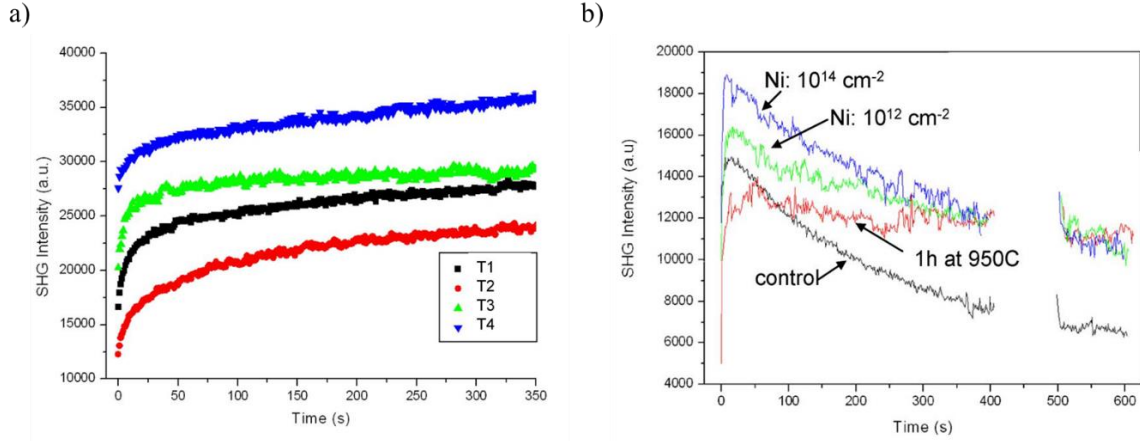 a)
40000
35000
30000
25000
20000
15000
10000
SHG Intensity (a.u.)
T1
T2
T3
T4
0 50 100 150 200 250 300 350
Time (s)
b)
20000
18000
16000
14000
12000
10000
8000
6000
4000
SHG Intensity (a.u)
Ni: 10¹⁴ cm⁻²
Ni: 10¹² cm⁻²
1h at 950C
control
0 100 200 300 400 500 600
Time (s)